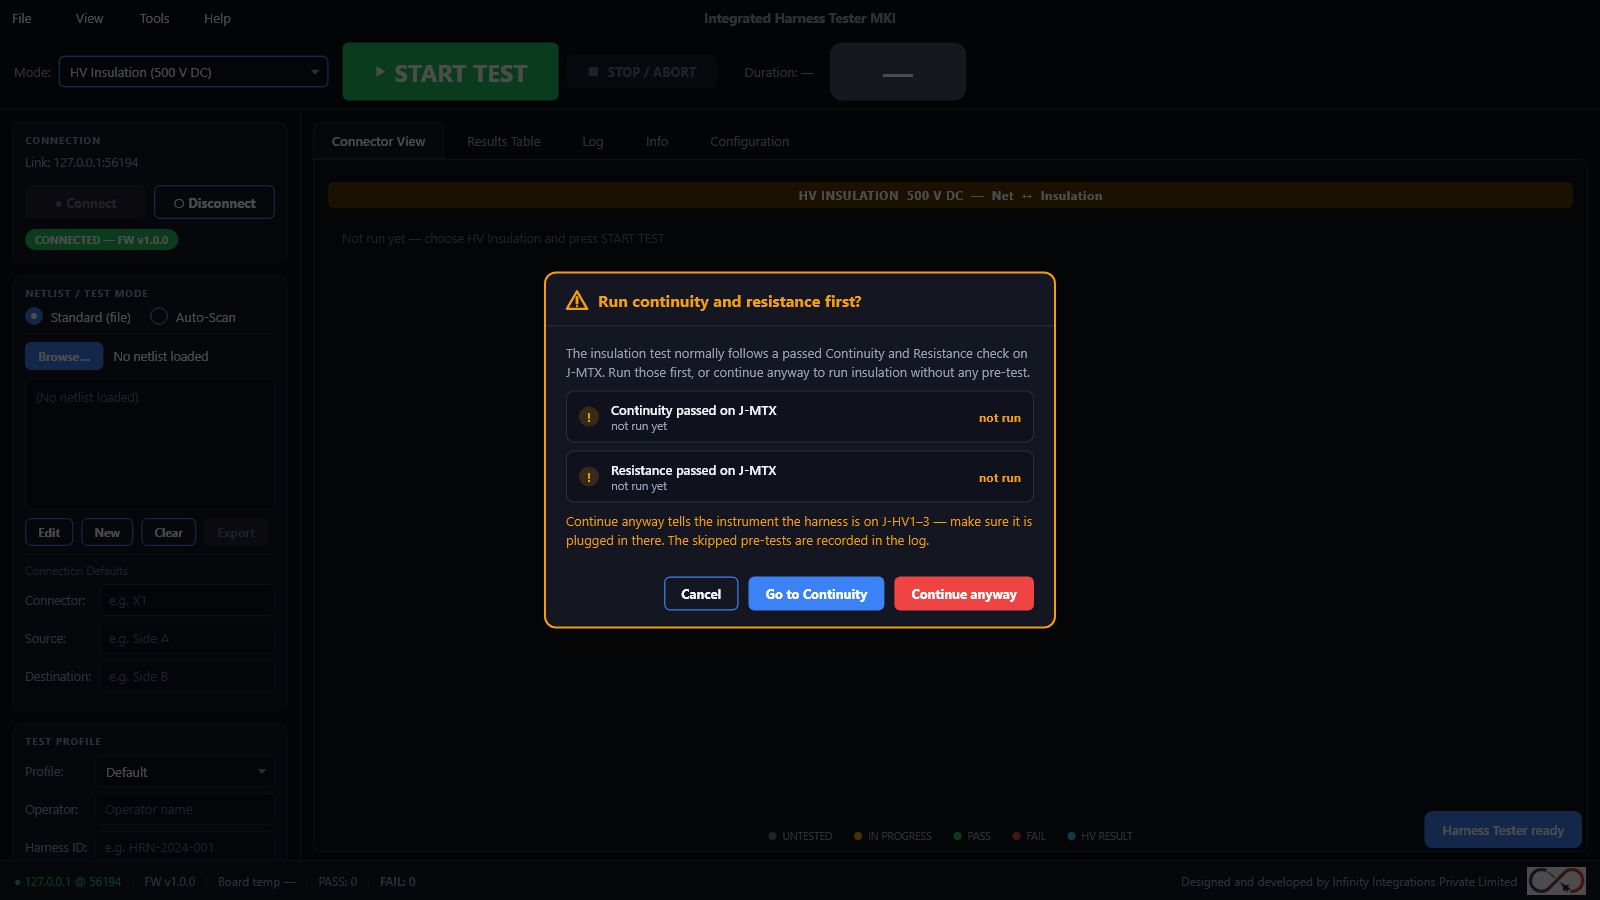 File View Tools Help
Integrated Harness Tester MKI
Mode: HV Insulation (500 V DC)
START TEST
STOP / ABORT
Duration: —
—
CONNECTION
Link: 127.0.0.1:56194
Connect
Disconnect
CONNECTED — FW v1.0.0
NETLIST / TEST MODE
Standard (file) Auto-Scan
Browse... No netlist loaded
(No netlist loaded)
Edit New Clear Export
Connection Defaults
Connector: e.g. X1
Source: e.g. Side A
Destination: e.g. Side B
TEST PROFILE
Profile: Default
Operator: Operator name
Harness ID: e.g. HRN-2024-001
Connector View Results Table Log Info Configuration
HV INSULATION 500 V DC — Net ↔ Insulation
Not run yet — choose HV Insulation and press START TEST
Run continuity and resistance first?
The insulation test normally follows a passed Continuity and Resistance check on
J-MTX. Run those first, or continue anyway to run insulation without any pre-test.
! Continuity passed on J-MTX
not run yet
not run
! Resistance passed on J-MTX
not run yet
not run
Continue anyway tells the instrument the harness is on J-HV1–3 — make sure it is
plugged in there. The skipped pre-tests are recorded in the log.
Cancel Go to Continuity Continue anyway
UNTESTED IN PROGRESS PASS FAIL HV RESULT
Harness Tester ready
127.0.0.1 @ 56194 FW v1.0.0 Board temp — PASS: 0 FAIL: 0
Designed and developed by Infinity Integrations Private Limited